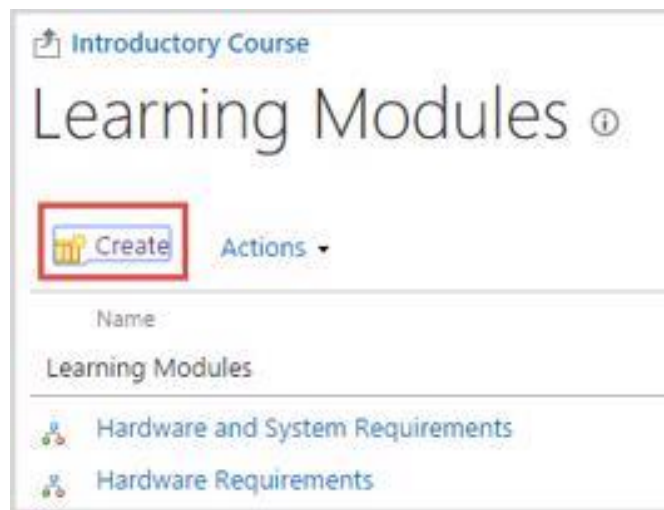 Introductory Course
Learning Modules
Create Actions
Name
Learning Modules
Hardware and System Requirements
Hardware Requirements